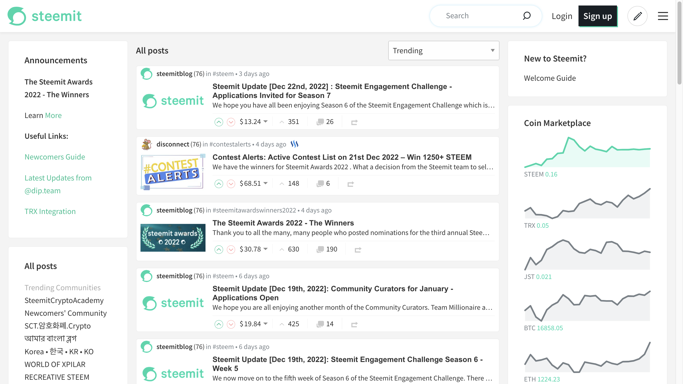 steemit
Search
Login
Sign up
Announcements
The Steemit Awards
2022 - The Winners
Learn More
Useful Links:
Newcomers Guide
Latest Updates from
@dip.team
TRX Integration
All posts
Trending Communities
SteemitCryptoAcademy
Newcomers' Community
SCT.암호화폐.Crypto
আমার বাংলা ব্লগ
Korea • 한국 • KR • KO
WORLD OF XPILAR
RECREATIVE STEEM
All posts
Trending
steemitblog (76) in #steem • 3 days ago
Steemit Update [Dec 22nd, 2022] : Steemit Engagement Challenge -
Applications Invited for Season 7
We hope you have all been enjoying Season 6 of the Steemit Engagement Challenge which is…
steemit
$ 13.24
351
26
disconnect (76) in #contestalerts • 4 days ago
Contest Alerts: Active Contest List on 21st Dec 2022 – Win 1250+ STEEM
We have the winners for Steemit Awards 2022 . What a decision from the Steemit team to sel…
#CONTEST
ALERTS
$ 68.51
148
6
steemitblog (76) in #steemitawardswinners2022 • 4 days ago
The Steemit Awards 2022 - The Winners
Thank you to all the many, many people who posted nominations for the third annual Stee…
steemit awards
2022
$ 30.78
630
190
steemitblog (76) in #steem • 6 days ago
Steemit Update [Dec 19th, 2022]: Community Curators for January -
Applications Open
We hope you are all enjoying another month of the Community Curators. Team Millionaire a…
steemit
$ 19.84
425
14
steemitblog (76) in #steem • 6 days ago
Steemit Update [Dec 19th, 2022]: Steemit Engagement Challenge Season 6 -
Week 5
We now move on to the fifth week of Season 6 of the Steemit Engagement Challenge. There …
steemit
New to Steemit?
Welcome Guide
Coin Marketplace
STEEM 0.16
TRX 0.05
JST 0.021
BTC 16858.05
ETH 1224.23